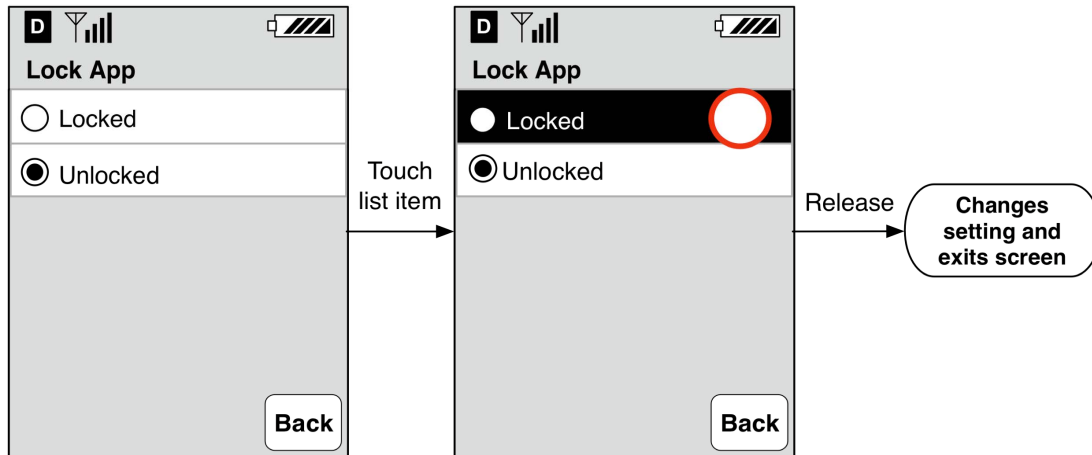 D
Lock App
Locked
Unlocked
Back
Touch
list item
D
Lock App
Locked
Unlocked
Back
Release
Changes
setting and
exits screen